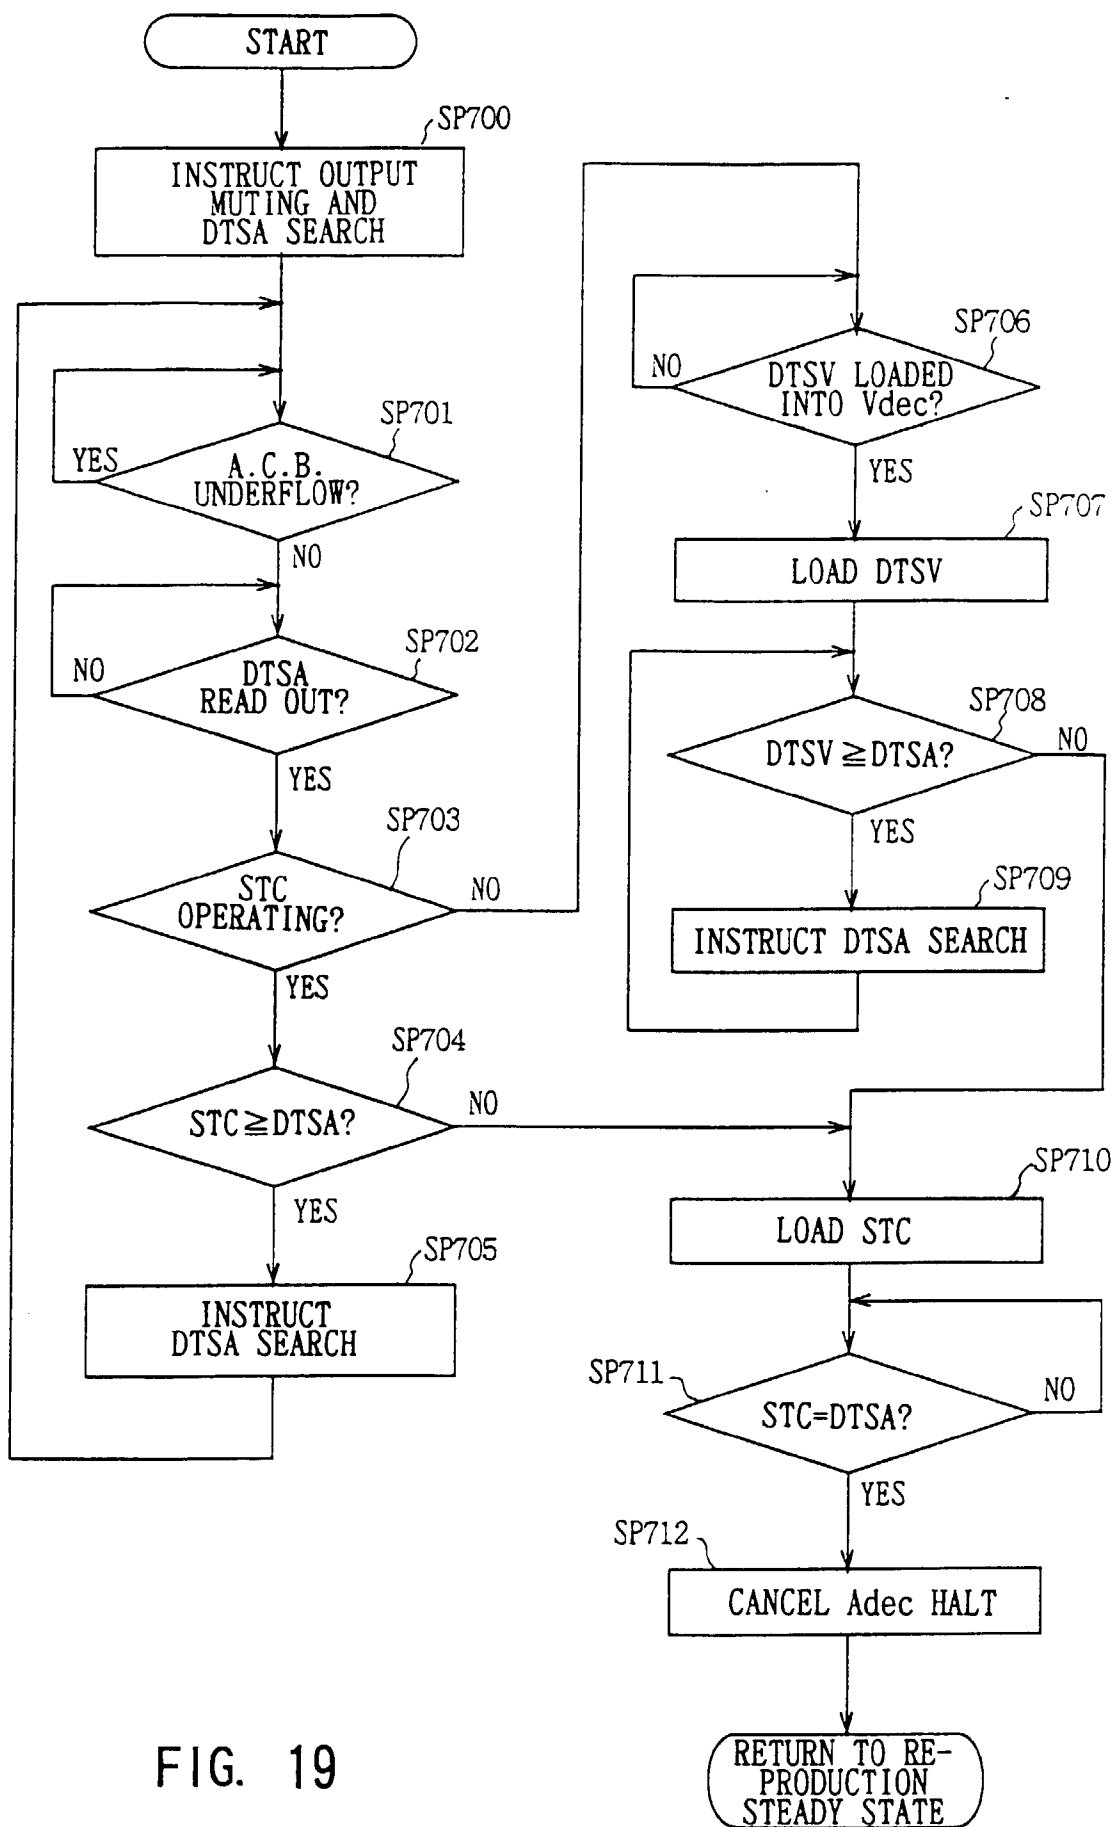 START
SP700
INSTRUCT OUTPUT
MUTING AND
DTSA SEARCH
SP701
YES
A.C.B.
UNDERFLOW?
NO
SP702
NO
DTSA
READ OUT?
YES
SP703
STC
OPERATING?
NO
YES
SP704
STC≧DTSA?
NO
YES
SP705
INSTRUCT
DTSA SEARCH
SP706
NO
DTSV LOADED
INTO Vdec?
YES
SP707
LOAD DTSV
SP708
DTSV≧DTSA?
NO
YES
SP709
INSTRUCT DTSA SEARCH
SP710
LOAD STC
SP711
STC=DTSA?
NO
YES
SP712
CANCEL Adec HALT
RETURN TO RE-
PRODUCTION
STEADY STATE
FIG. 19